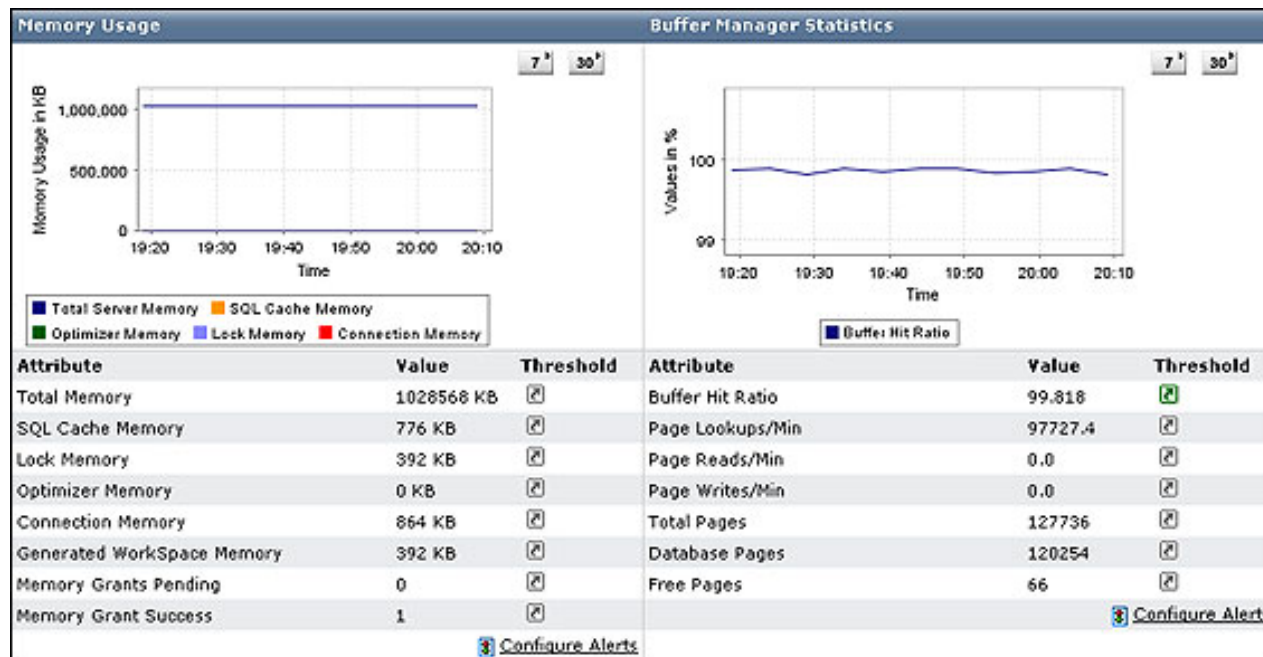 Memory Usage
7 30
Memory Usage in KB
1,000,000
500,000
0
19:20 19:30 19:40 19:50 20:00 20:10
Time
Total Server Memory SQL Cache Memory
Optimizer Memory Lock Memory Connection Memory
Attribute Value Threshold
Total Memory 1028568 KB
SQL Cache Memory 776 KB
Lock Memory 392 KB
Optimizer Memory 0 KB
Connection Memory 864 KB
Generated WorkSpace Memory 392 KB
Memory Grants Pending 0
Memory Grant Success 1
Configure Alerts
Buffer Manager Statistics
7 30
Values in %
100
99
19:20 19:30 19:40 19:50 20:00 20:10
Time
Buffer Hit Ratio
Attribute Value Threshold
Buffer Hit Ratio 99.818
Page Lookups/Min 97727.4
Page Reads/Min 0.0
Page Writes/Min 0.0
Total Pages 127736
Database Pages 120254
Free Pages 66
Configure Alert